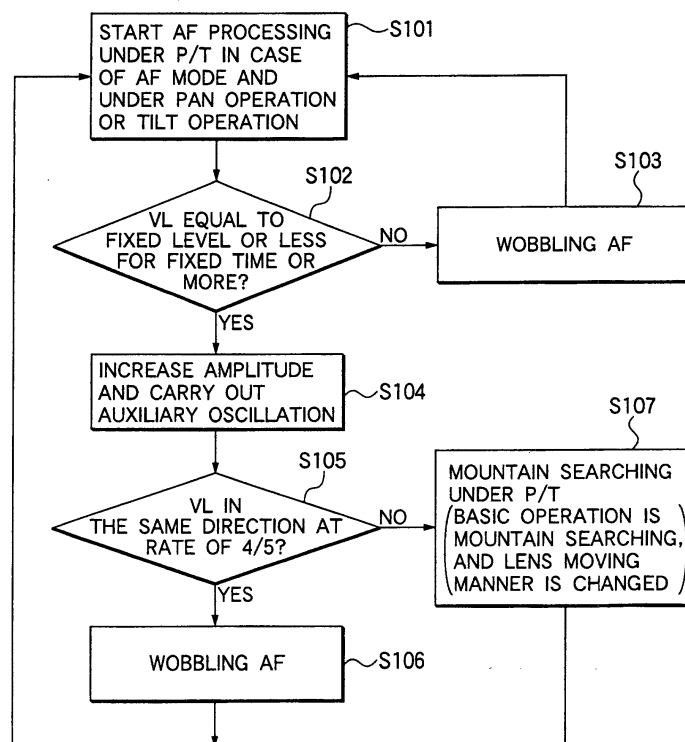 START AF PROCESSING
UNDER P/T IN CASE
OF AF MODE AND
UNDER PAN OPERATION
OR TILT OPERATION
S101
S102
VL EQUAL TO
FIXED LEVEL OR LESS
FOR FIXED TIME OR
MORE?
NO
YES
S103
WOBBLING AF
INCREASE AMPLITUDE
AND CARRY OUT
AUXILIARY OSCILLATION
S104
S105
VL IN
THE SAME DIRECTION AT
RATE OF 4/5?
NO
YES
S107
MOUNTAIN SEARCHING
UNDER P/T
(BASIC OPERATION IS
MOUNTAIN SEARCHING,
AND LENS MOVING
MANNER IS CHANGED)
WOBBLING AF
S106